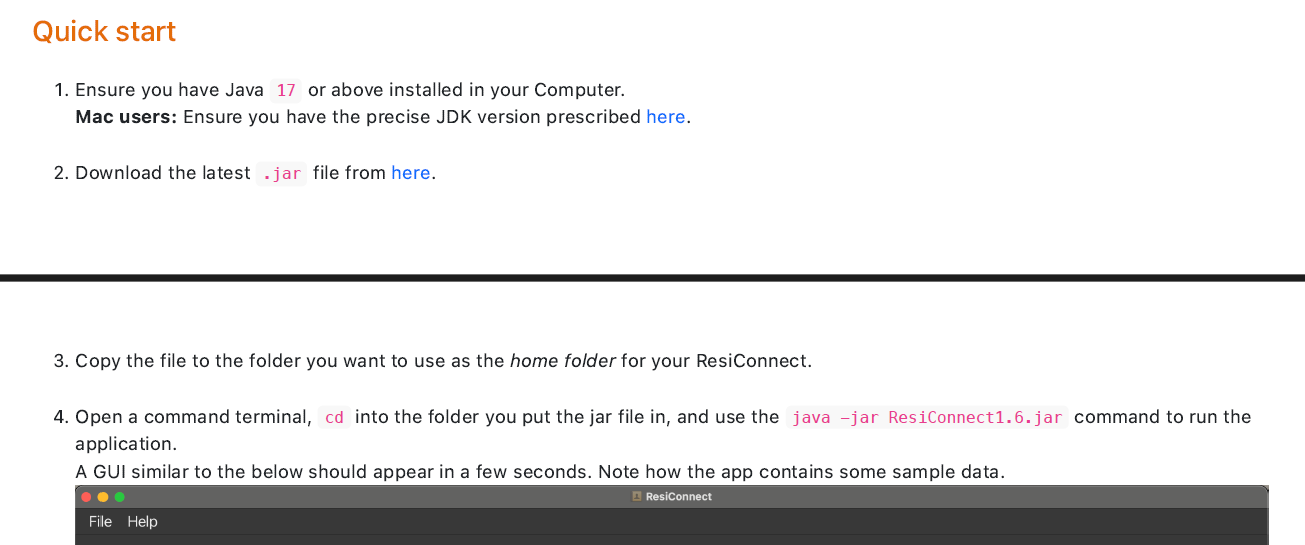 Quick start
1. Ensure you have Java 17 or above installed in your Computer.
Mac users: Ensure you have the precise JDK version prescribed here.
2. Download the latest .jar file from here.
3. Copy the file to the folder you want to use as the home folder for your ResiConnect.
4. Open a command terminal, cd into the folder you put the jar file in, and use the java –jar ResiConnect1.6.jar command to run the
application.
A GUI similar to the below should appear in a few seconds. Note how the app contains some sample data.
ResiConnect
File Help